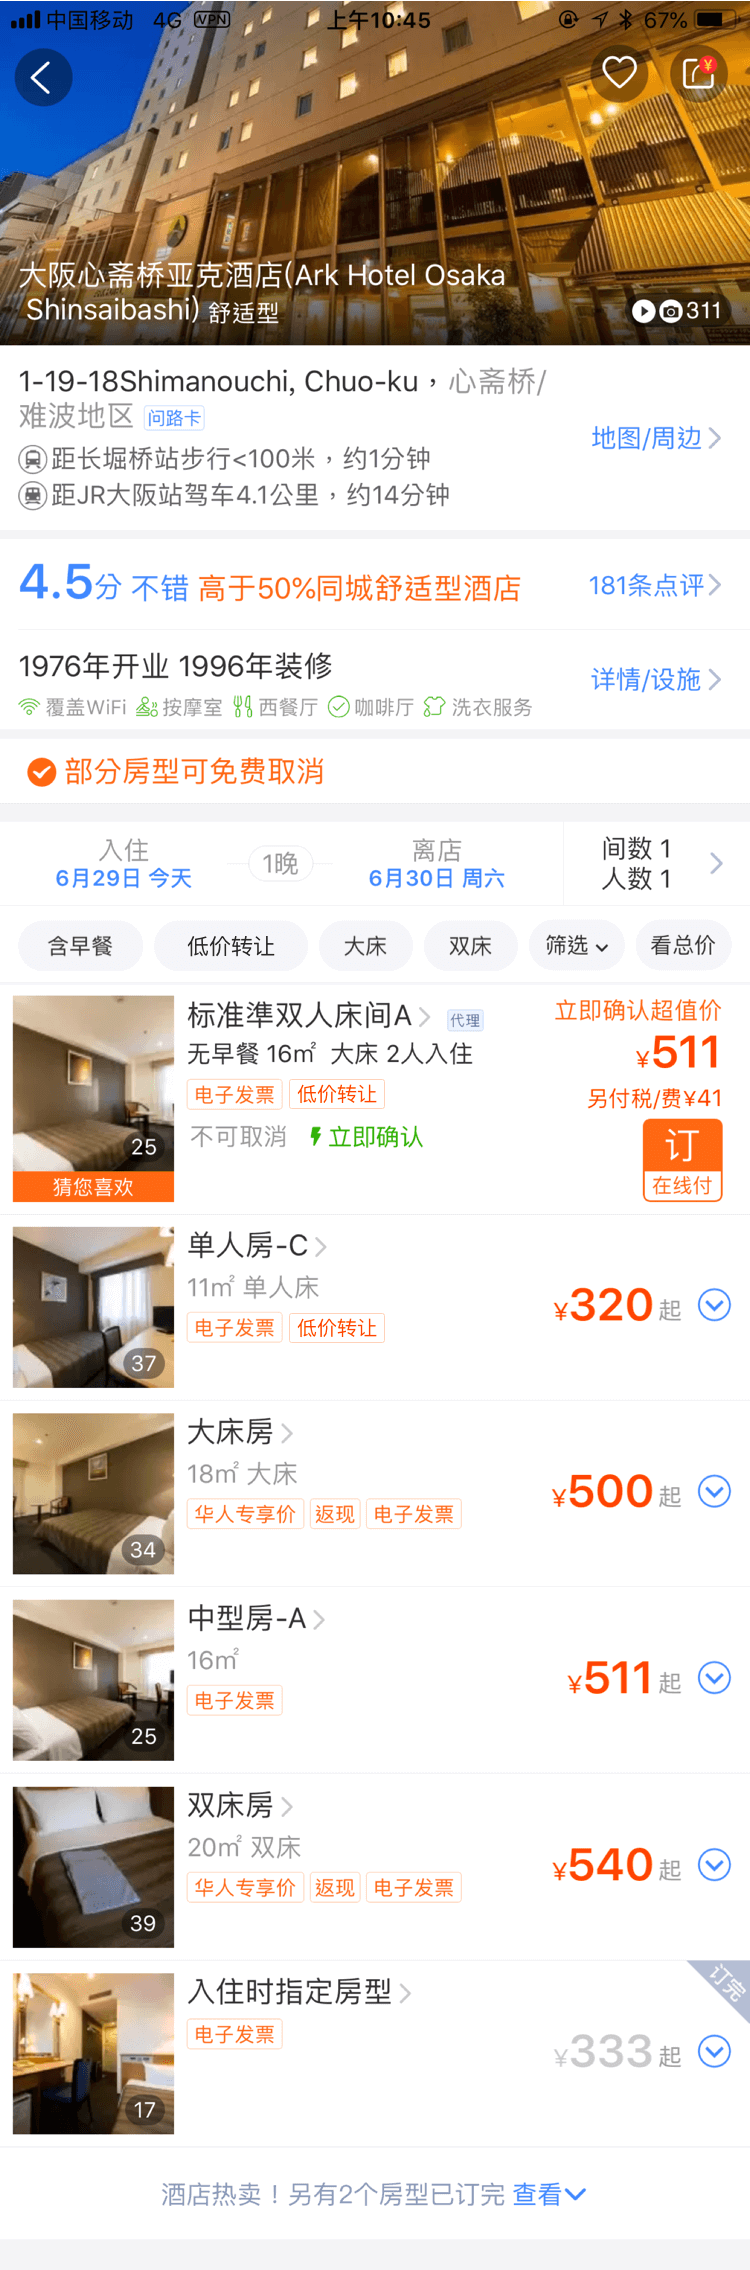 中国移动 4G VPN 上午10:45 67%
¥
大阪心斋桥亚克酒店(Ark Hotel Osaka
Shinsaibashi) 舒适型
311
1-19-18Shimanouchi, Chuo-ku，心斋桥/
难波地区 问路卡
地图/周边
距长堀桥站步行<100米，约1分钟
距JR大阪站驾车4.1公里，约14分钟
4.5分 不错 高于50%同城舒适型酒店
181条点评
1976年开业 1996年装修
详情/设施
覆盖WiFi 按摩室 西餐厅 咖啡厅 洗衣服务
部分房型可免费取消
入住 离店
1晚
6月29日 今天 6月30日 周六
间数 1
人数 1
含早餐 低价转让 大床 双床 筛选 看总价
标准準双人床间A 代理
立即确认超值价
无早餐 16㎡ 大床 2人入住
¥511
电子发票 低价转让
另付税/费¥41
不可取消 立即确认
25
猜您喜欢
订
在线付
单人房-C
11㎡ 单人床
¥320起
电子发票 低价转让
37
大床房
18㎡ 大床
¥500起
华人专享价 返现 电子发票
34
中型房-A
16㎡
¥511起
电子发票
25
双床房
20㎡ 双床
¥540起
华人专享价 返现 电子发票
39
入住时指定房型
订完
电子发票
¥333起
17
酒店热卖！另有2个房型已订完 查看